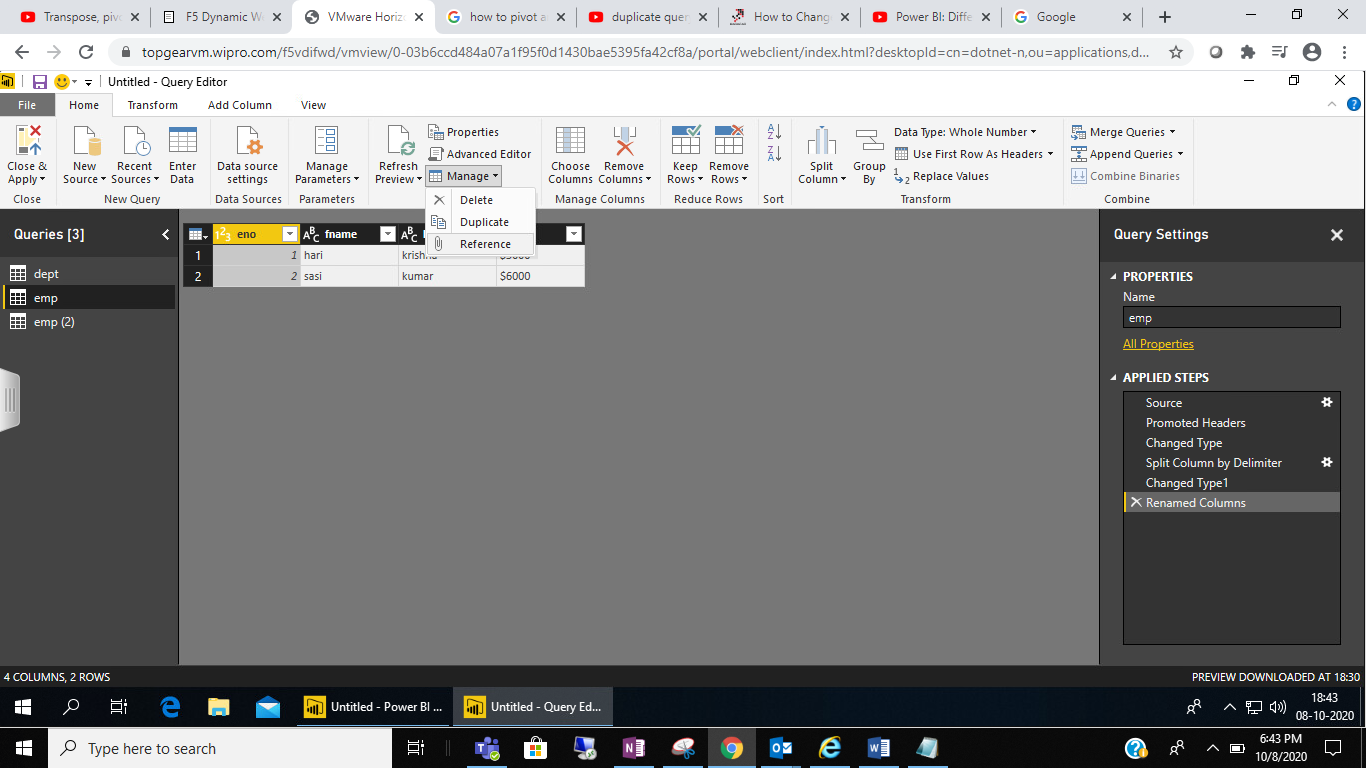 Transpose, piv
F5 Dynamic W
VMware Horiz
how to pivot a
duplicate quer
How to Chang
Power BI: Diffe
Google
topgearvm.wipro.com/f5vdifwd/vmview/0-03b6ccd484a07a1f95f0d1430bae5395fa42cf8a/portal/webclient/index.html?desktopId=cn=dotnet-n,ou=applications,d...
Untitled - Query Editor
File Home Transform Add Column View
Close & Apply
New Source
Recent Sources
Enter Data
Data source settings
Manage Parameters
Refresh Preview
Properties
Advanced Editor
Manage
Choose Columns
Remove Columns
Keep Rows
Remove Rows
Split Column
Group By
Data Type: Whole Number
Use First Row As Headers
1 2 Replace Values
Merge Queries
Append Queries
Combine Binaries
A Z
Z A
Close
New Query
Data Sources
Parameters
Manage Columns
Reduce Rows
Sort
Transform
Combine
Delete
Duplicate
Reference
Queries [3]
dept
emp
emp (2)
1 2 3 eno
A B C fname
A B C
1 1 hari
2 2 sasi kumar $6000
Query Settings
PROPERTIES
Name
emp
All Properties
APPLIED STEPS
Source
Promoted Headers
Changed Type
Split Column by Delimiter
Changed Type1
Renamed Columns
4 COLUMNS, 2 ROWS
PREVIEW DOWNLOADED AT 18:30
Untitled - Power BI ...
Untitled - Query Ed...
18:43
08-10-2020
Type here to search
6:43 PM
10/8/2020